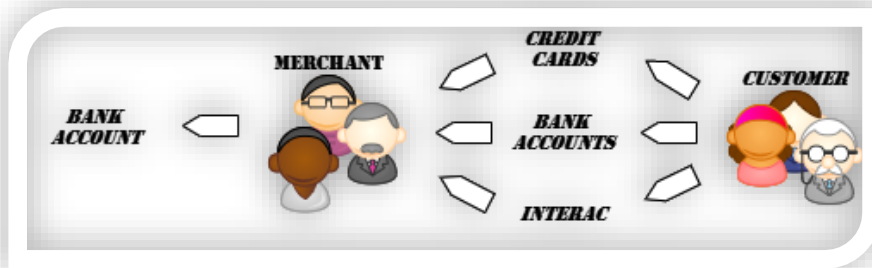 CREDIT
CARDS
MERCHANT
CUSTOMER
BANK
ACCOUNT
BANK
ACCOUNTS
INTERAC